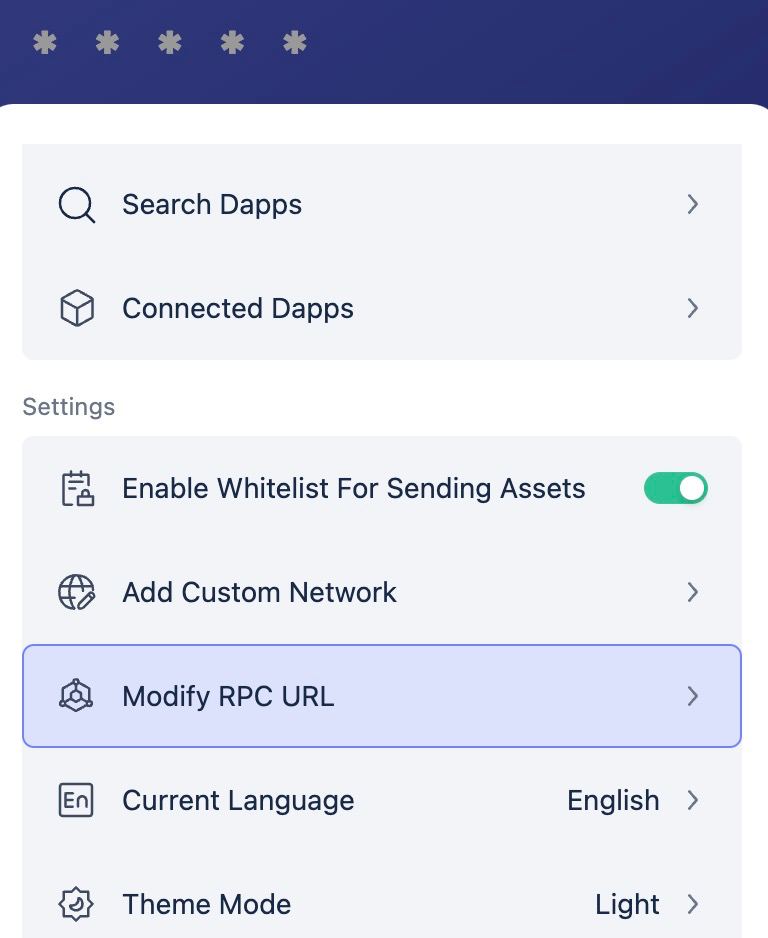 * * * * *
Search Dapps
Connected Dapps
Settings
Enable Whitelist For Sending Assets
Add Custom Network
Modify RPC URL
En Current Language English
Theme Mode Light